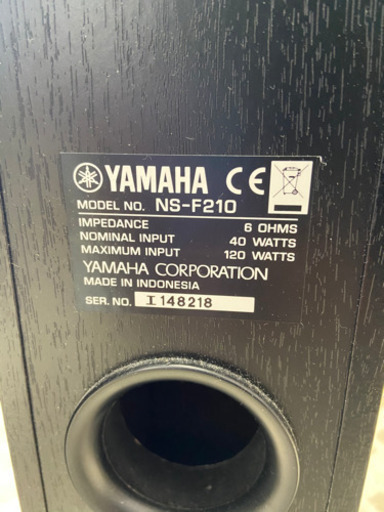 YAMAHA CE
MODEL NO. NS-F210
IMPEDANCE 6 OHMS
NOMINAL INPUT 40 WATTS
MAXIMUM INPUT 120 WATTS
YAMAHA CORPORATION
MADE IN INDONESIA
SER. NO. I 148218